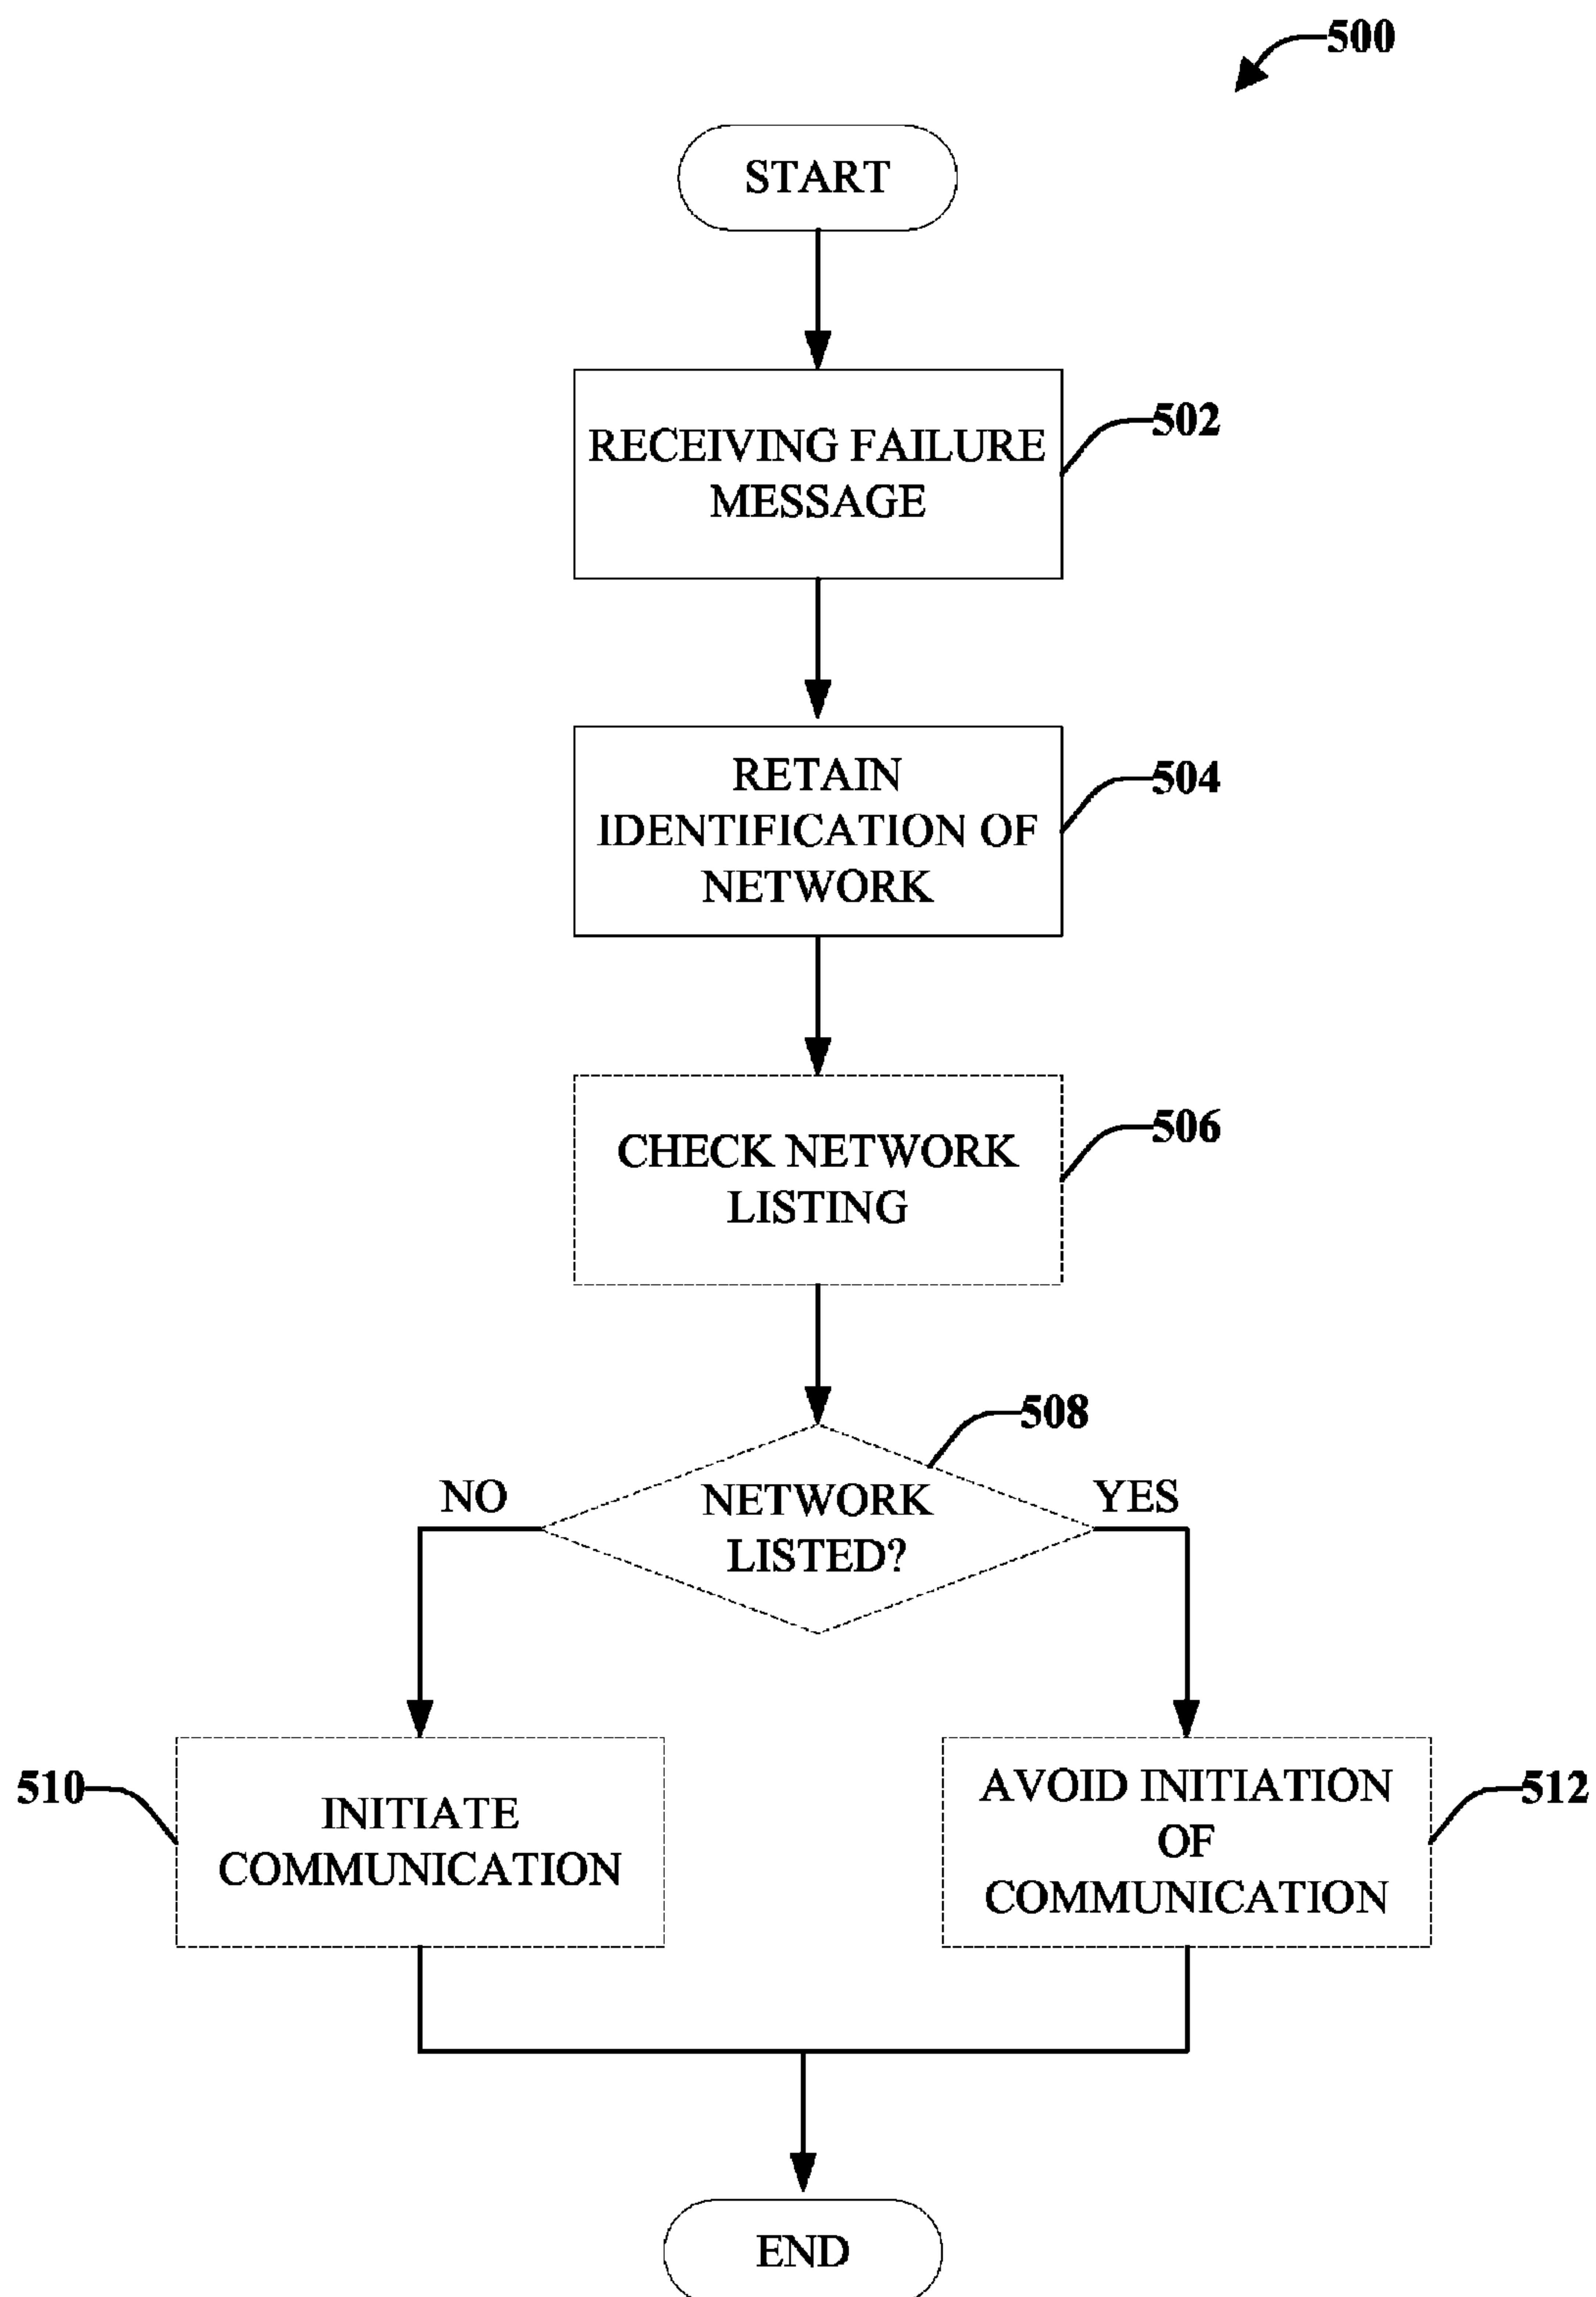 500
START
RECEIVING FAILURE
MESSAGE
502
RETAIN
IDENTIFICATION OF
NETWORK
504
CHECK NETWORK
LISTING
506
508
NO
NETWORK
LISTED?
YES
510
INITIATE
COMMUNICATION
AVOID INITIATION
OF
COMMUNICATION
512
END